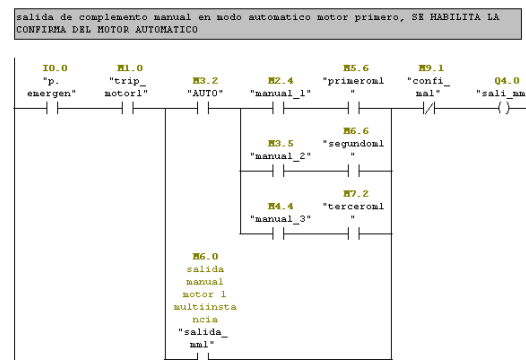 salida de complemento manual en modo automatico motor primero, SE HABILITA LA
CONFIRMA DEL MOTOR AUTOMATICO
I0.0 M1.0 M5.6 M9.1
"p. "trip_ M3.2 M2.4 "primeroml "confi_ Q4.0
emergen" motor1" "AUTO" "manual_1" " mal" "sali_mm
M6.6
M3.5 "segundoml
"manual_2" "
M7.2
M4.4 "terceroml
"manual_3" "
M6.0
salida
manual
motor 1
multiinsta
ncia
"salida_
mml"